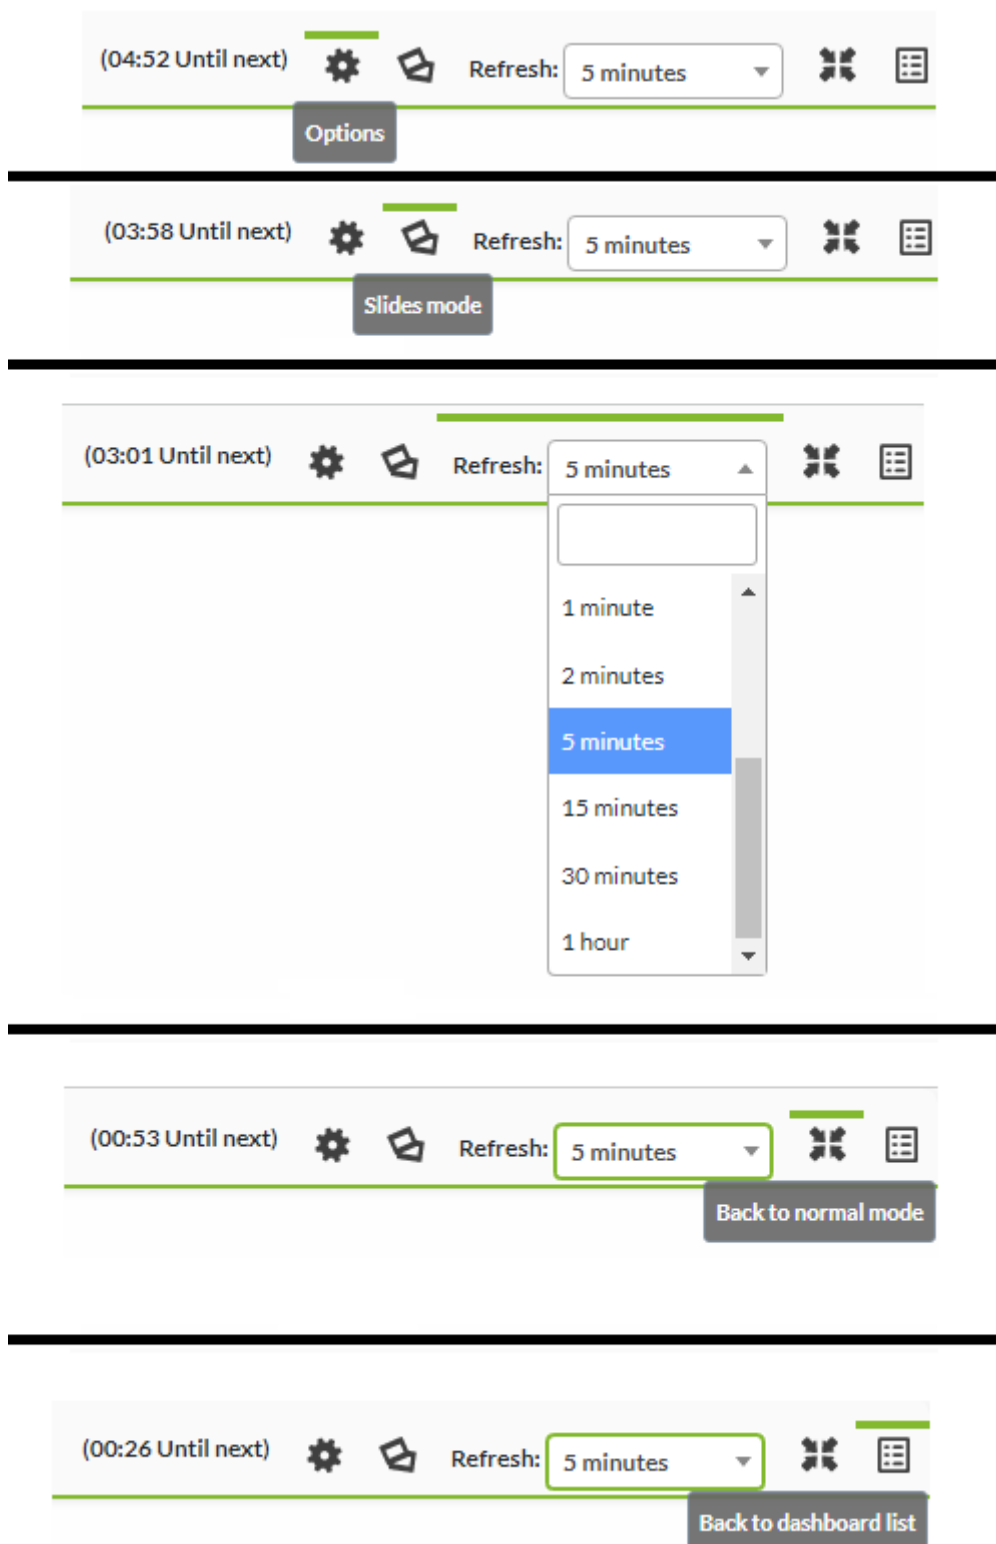 (04:52 Until next) Refresh: 5 minutes
Options
(03:58 Until next) Refresh: 5 minutes
Slides mode
(03:01 Until next) Refresh: 5 minutes
1 minute
2 minutes
5 minutes
15 minutes
30 minutes
1 hour
(00:53 Until next) Refresh: 5 minutes
Back to normal mode
(00:26 Until next) Refresh: 5 minutes
Back to dashboard list